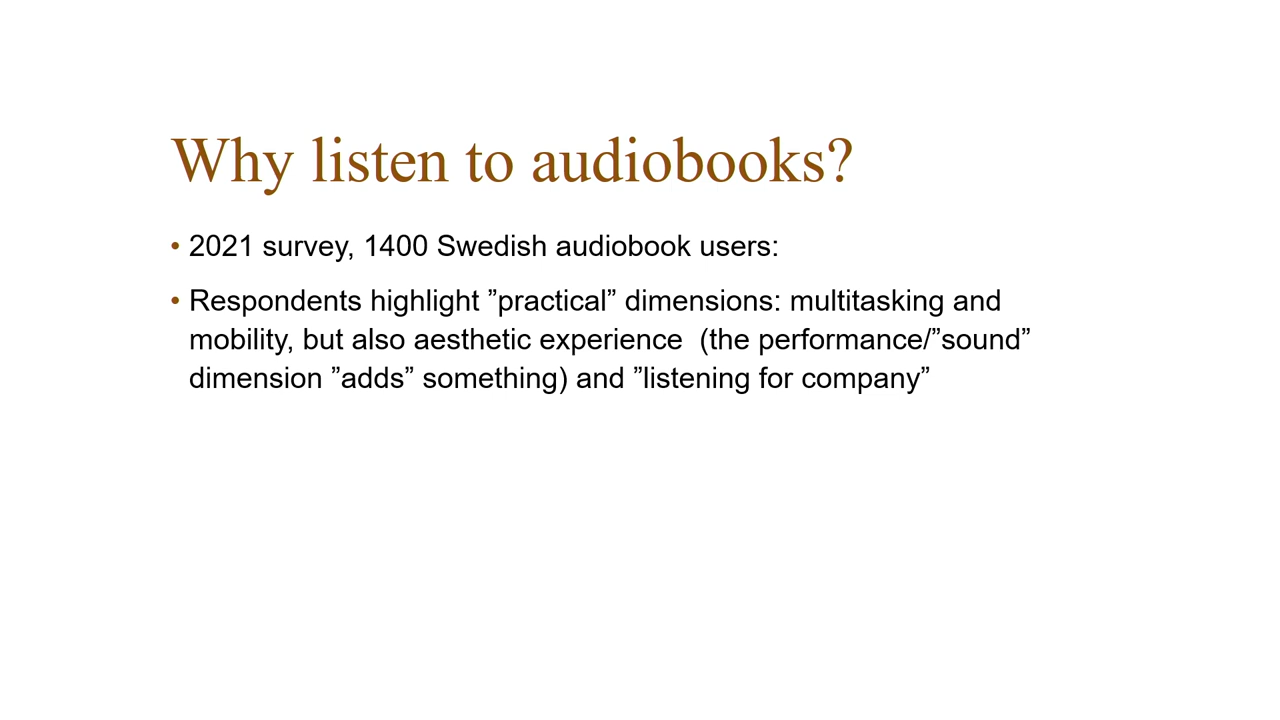 Why listen to audiobooks?
• 2021 survey, 1400 Swedish audiobook users:
• Respondents highlight ”practical” dimensions: multitasking and
mobility, but also aesthetic experience  (the performance/”sound”
dimension ”adds” something) and ”listening for company”